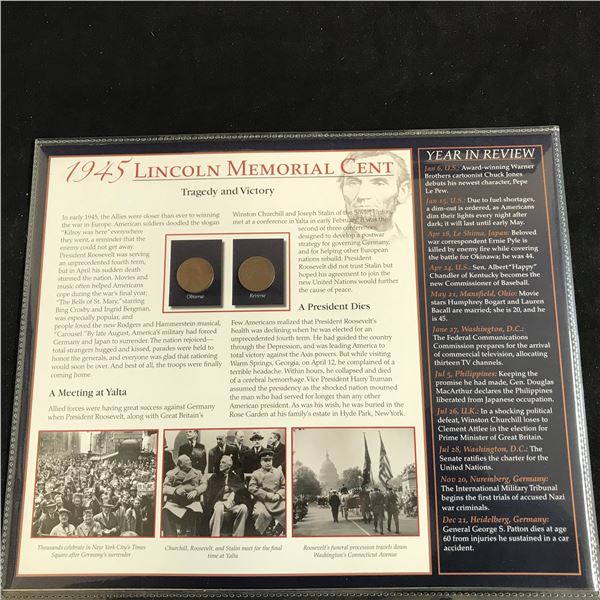 1945 LINCOLN MEMORIAL CENT
Tragedy and Victory
In early 1945, the Allies were closer than ever to winning
the war in Europe. American soldiers doodled the slogan
"Kilroy was here" everywhere
they went, a reminder that the
enemy could not get away.
President Roosevelt was serving
an unprecedented fourth term,
but in April his sudden death
stunned the nation. Movies and
music often helped Americans
cope during the war's final year:
"The Bells of St. Mary," starring
Bing Crosby and Ingrid Bergman,
was especially popular, and
people loved the new Rodgers and Hammerstein musical,
"Carousel." By late August, America's military had forced
Germany and Japan to surrender. The nation rejoiced—
total strangers hugged and kissed, parades were held to
honor the generals, and everyone was glad that rationing
would soon be over. And best of all, the troops were finally
coming home.
A Meeting at Yalta
Allied forces were having great success against Germany
when President Roosevelt, along with Great Britain's
Winston Churchill and Joseph Stalin of the Soviet Union,
met at a conference in Yalta in early February. It was the
second of three conferences
designed to develop a postwar
strategy for governing Germany,
and for helping other European
nations rebuild. President
Roosevelt did not trust Stalin but
hoped his agreement to join the
new United Nations would further
the cause of peace.
Obverse
Reverse
A President Dies
Few Americans realized that President Roosevelt's
health was declining when he was elected for an
unprecedented fourth term. He had guided the country
through the Depression, and was leading America to
total victory against the Axis powers. But while visiting
Warm Springs, Georgia, on April 12, he complained of a
terrible headache. Within hours, he collapsed and died
of a cerebral hemorrhage. Vice President Harry Truman
assumed the presidency as the shocked nation mourned
the man who had served for longer than any other
American president. As was his wish, he was buried in the
Rose Garden at his family's estate in Hyde Park, New York.
Thousands celebrate in New York City's Times
Square after Germany's surrender
Churchill, Roosevelt, and Stalin meet for the final
time at Yalta
Roosevelt's funeral procession travels down
Washington's Connecticut Avenue
YEAR IN REVIEW
Jan 6, U.S.: Award-winning Warner
Brothers cartoonist Chuck Jones
debuts his newest character, Pepe
Le Pew.
Jan 15, U.S.: Due to fuel shortages,
a dim-out is ordered, as Americans
dim their lights every night after
dark; it will last until early May.
Apr 18, Le Shima, Japan: Beloved
war correspondent Ernie Pyle is
killed by enemy fire while covering
the battle for Okinawa; he was 44.
Apr 24, U.S.: Sen. Albert "Happy"
Chandler of Kentucky becomes the
new Commissioner of Baseball.
May 21, Mansfield, Ohio: Movie
stars Humphrey Bogart and Lauren
Bacall are married; she is 20, and he
is 45.
June 27, Washington, D.C.:
The Federal Communications
Commission prepares for the arrival
of commercial television, allocating
thirteen TV channels.
Jul 5, Philippines: Keeping the
promise he had made, Gen. Douglas
MacArthur declares the Philippines
liberated from Japanese occupation.
Jul 26, U.K.: In a shocking political
defeat, Winston Churchill loses to
Clement Attlee in the election for
Prime Minister of Great Britain.
Jul 28, Washington, D.C.: The
Senate ratifies the charter for the
United Nations.
Nov 20, Nuremberg, Germany:
The International Military Tribunal
begins the first trials of accused Nazi
war criminals.
Dec 21, Heidelberg, Germany:
General George S. Patton dies at age
60 from injuries he sustained in a car
accident.